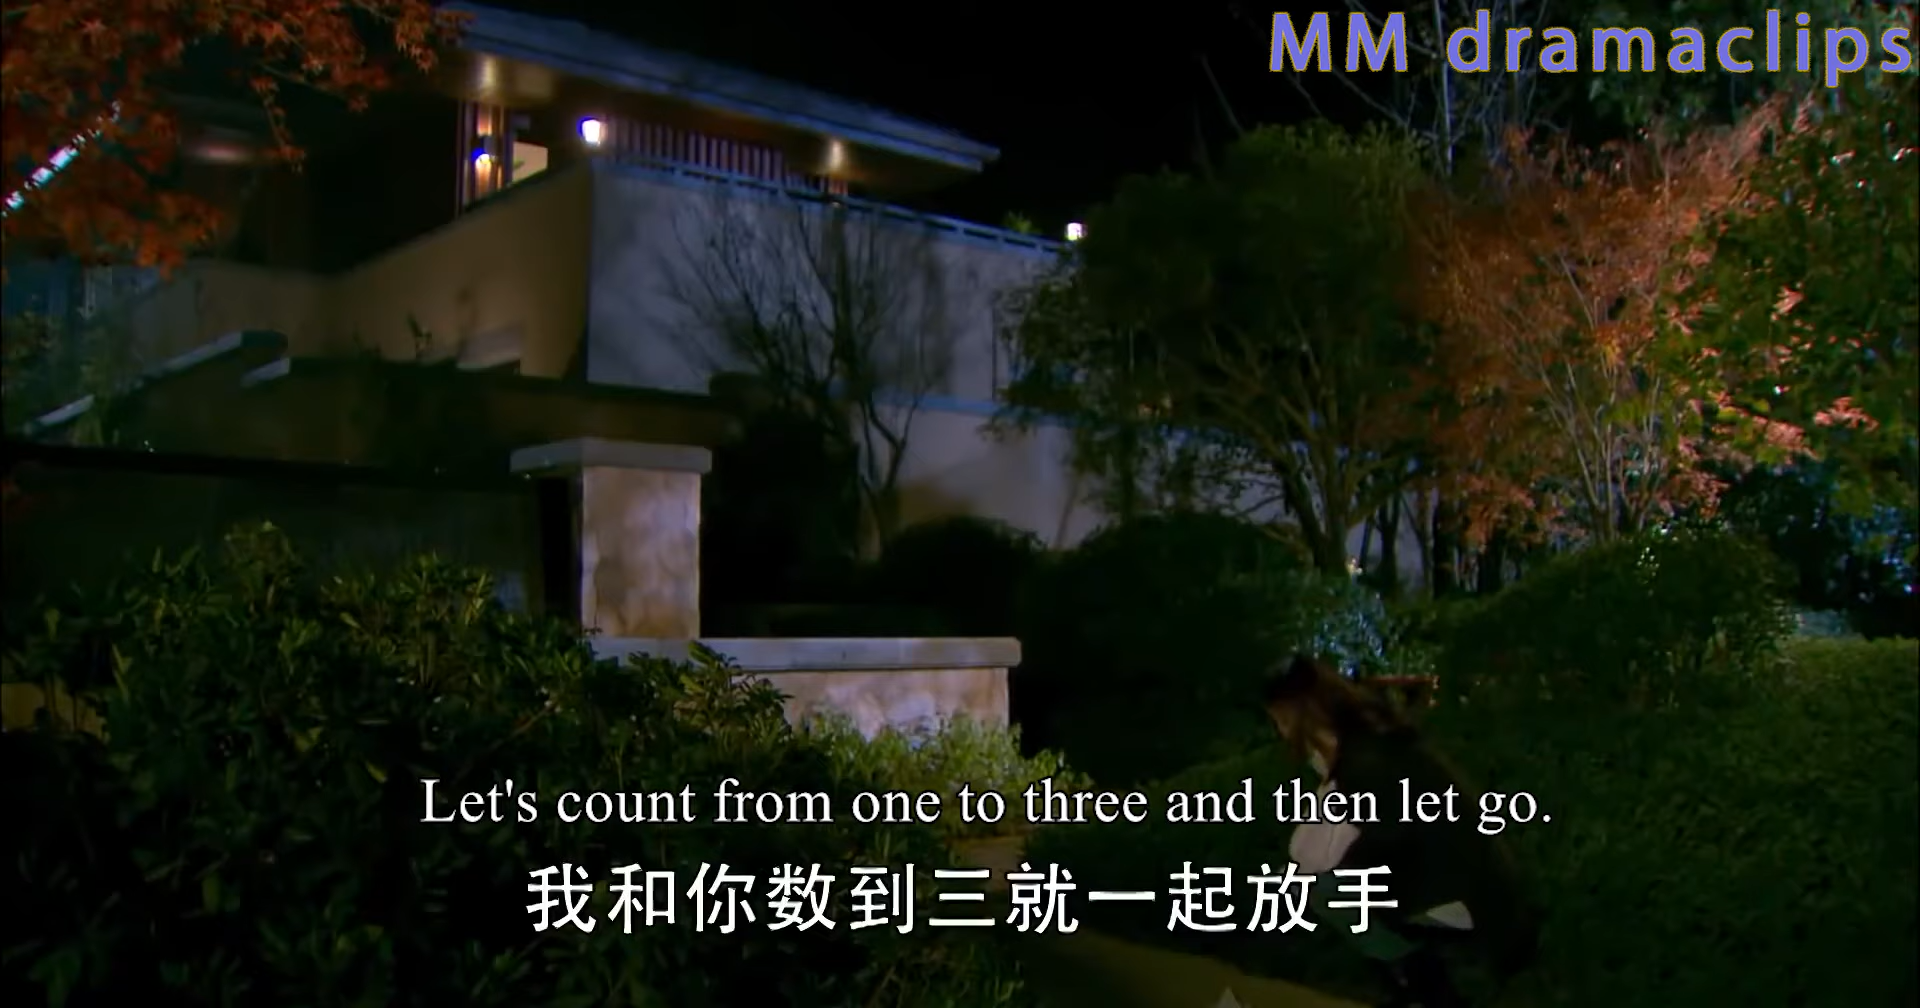 MM dramaclips
Let's count from one to three and then let go.
我和你数到三就一起放手